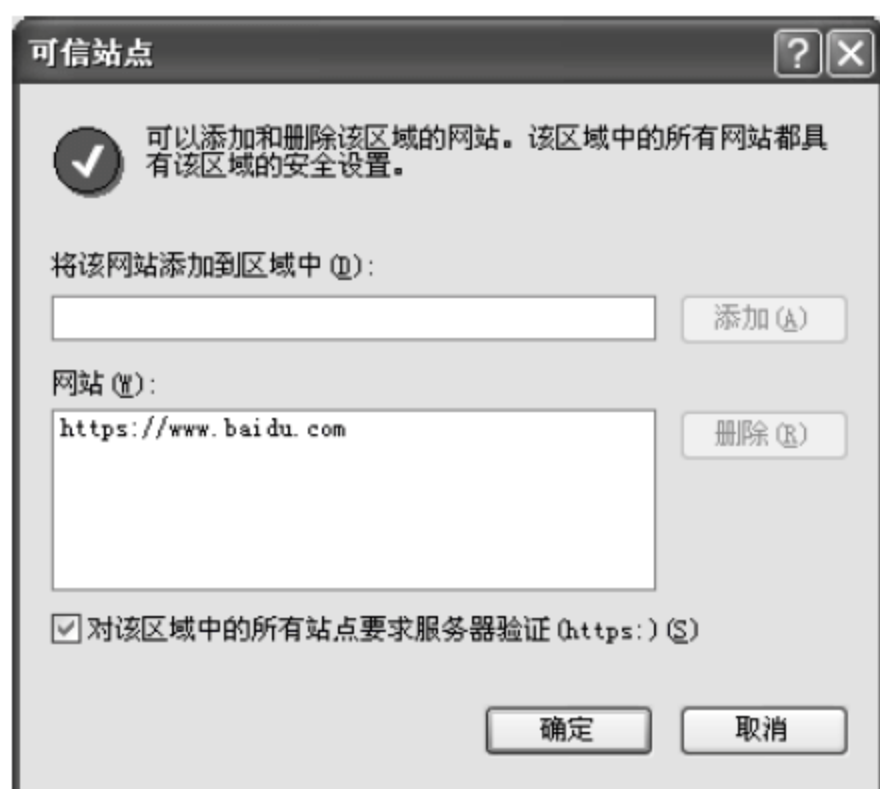 可信站点
可以添加和删除该区域的网站。该区域中的所有网站都具
有该区域的安全设置。
将该网站添加到区域中(D):
添加(A)
网站(W):
https://www.baidu.com
删除(R)
对该区域中的所有站点要求服务器验证(https:)(S)
确定
取消